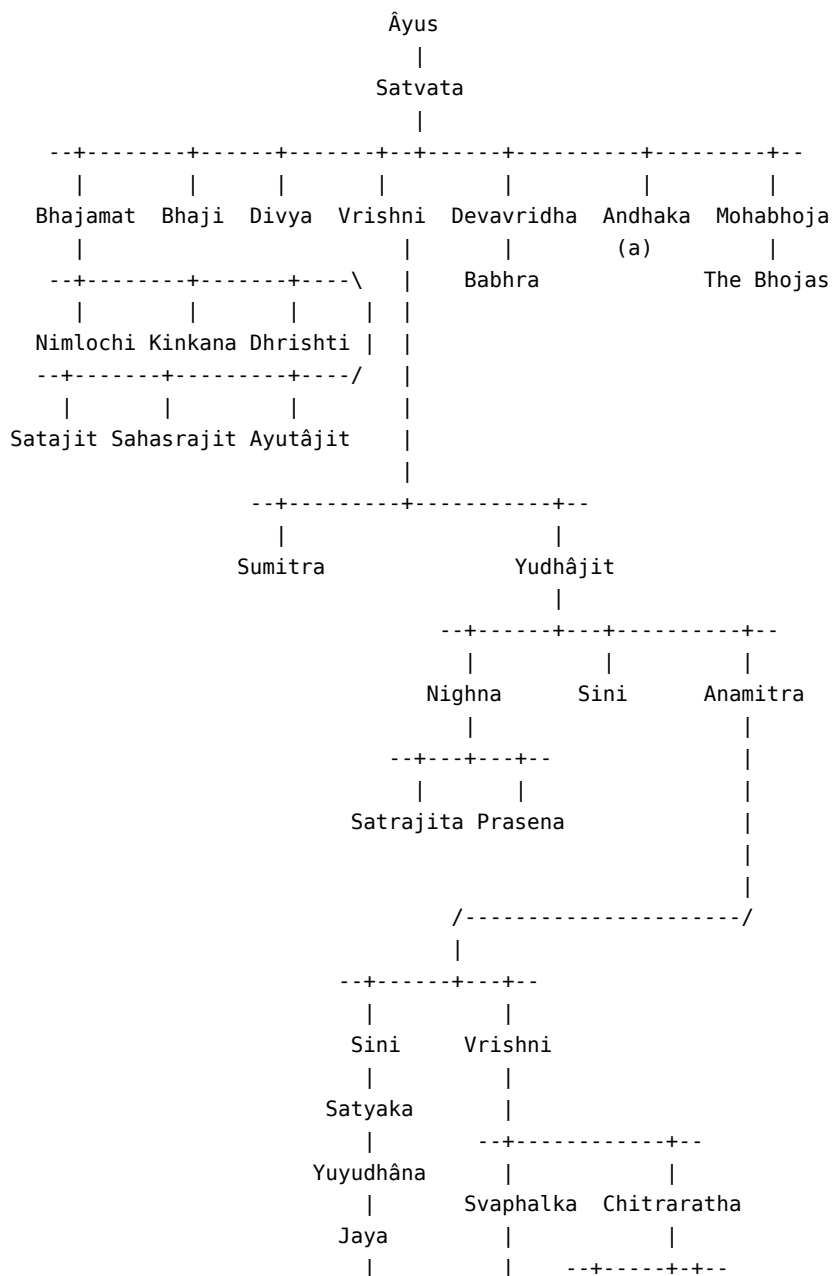 Âyus
Satvata
Bhajamat Bhaji Divya Vrishni Devavridha Andhaka Mohabhoja
(a)
Babhra The Bhojas
Nimlochi Kinkana Dhrishti
Satajit Sahasrajit Ayutâjit
Sumitra Yudhâjit
Nighna Sini Anamitra
Satrajita Prasena
Sini Vrishni
Satyaka
Yuyudhâna
Svaphalka Chitraratha
Jaya